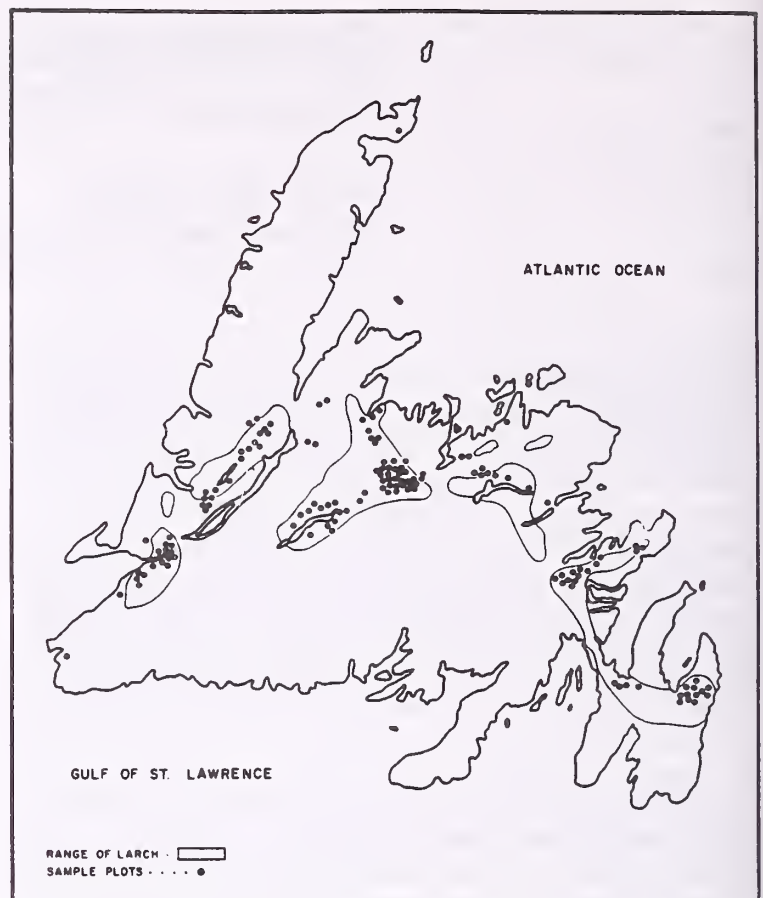 ATLANTIC OCEAN
GULF OF ST. LAWRENCE
RANGE OF LARCH ·
SAMPLE PLOTS · · · ·